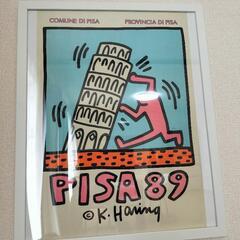 COMUNE DI PISA PROVINCIA DI PISA
PISA 89
© K. Haring